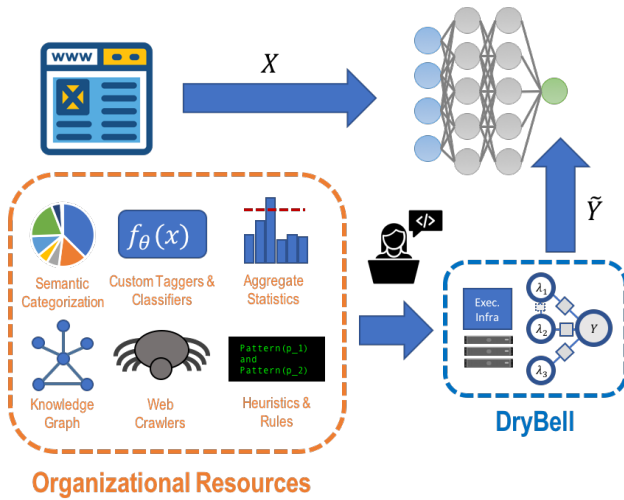 WWW
X
Ỹ
f_θ(x)
Semantic
Categorization
Custom Taggers &
Classifiers
Aggregate
Statistics
</>
Exec.
Infra
λ₁
λ₂
λ₃
Y
Pattern(p_1)
and
Pattern(p_2)
Knowledge
Graph
Web
Crawlers
Heuristics &
Rules
DryBell
Organizational Resources